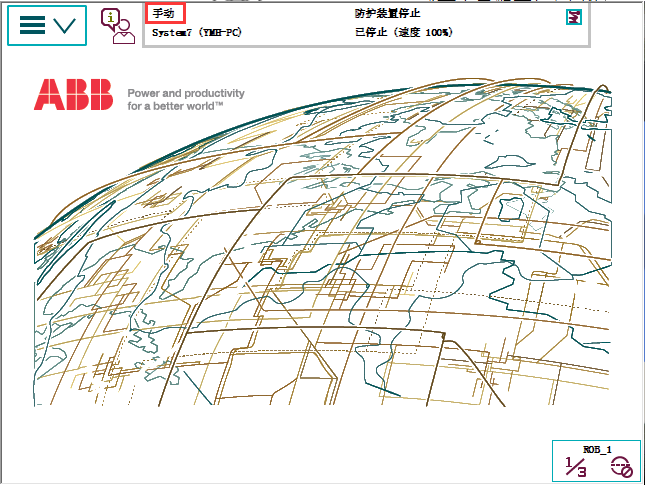 手动
防护装置停止
System7 (YMH-PC)
已停止 (速度 100%)
ABB
Power and productivity
for a better world™
ROB_1
1/3